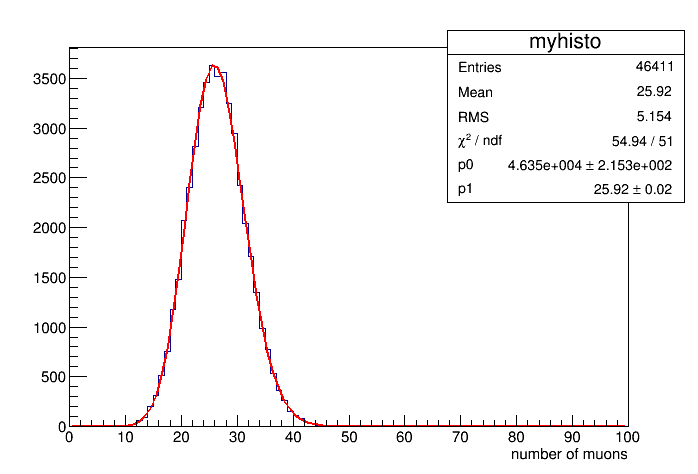 myhisto
Entries 46411
Mean 25.92
RMS 5.154
χ² / ndf 54.94 / 51
p0 4.635e+004 ± 2.153e+002
p1 25.92 ± 0.02
3500
3000
2500
2000
1500
1000
500
0
0 10 20 30 40 50 60 70 80 90 100
number of muons